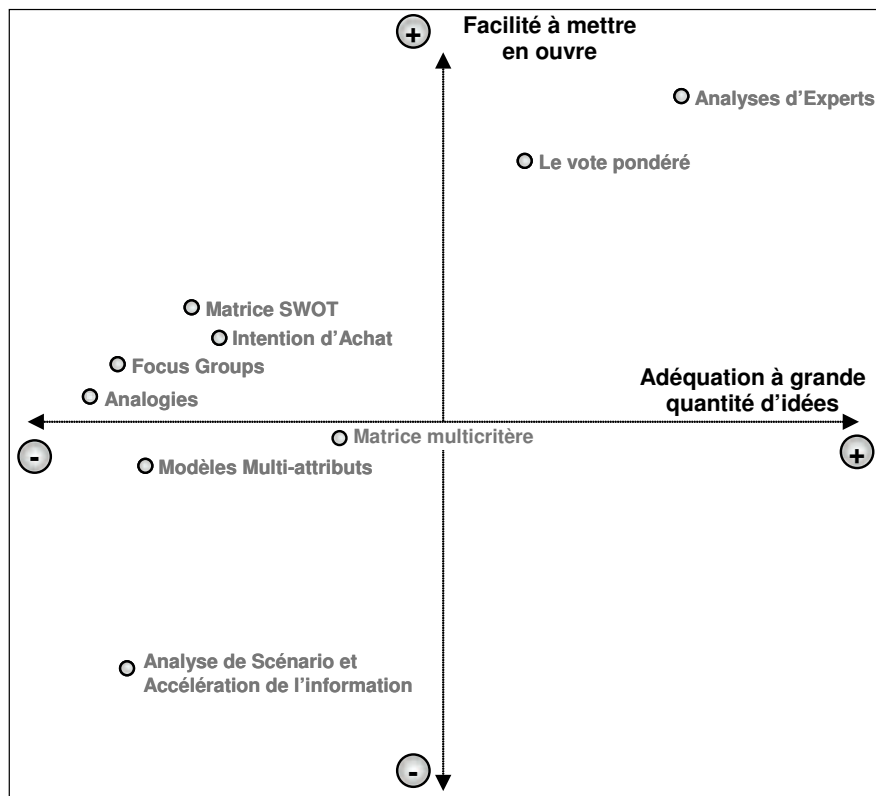 +
Facilité à mettre
en ouvre
Analyses d’Experts
Le vote pondéré
Matrice SWOT
Intention d’Achat
Focus Groups
Analogies
Adéquation à grande
quantité d’idées
Matrice multicritère
-
+
Modèles Multi-attributs
Analyse de Scénario et
Accélération de l’information
-